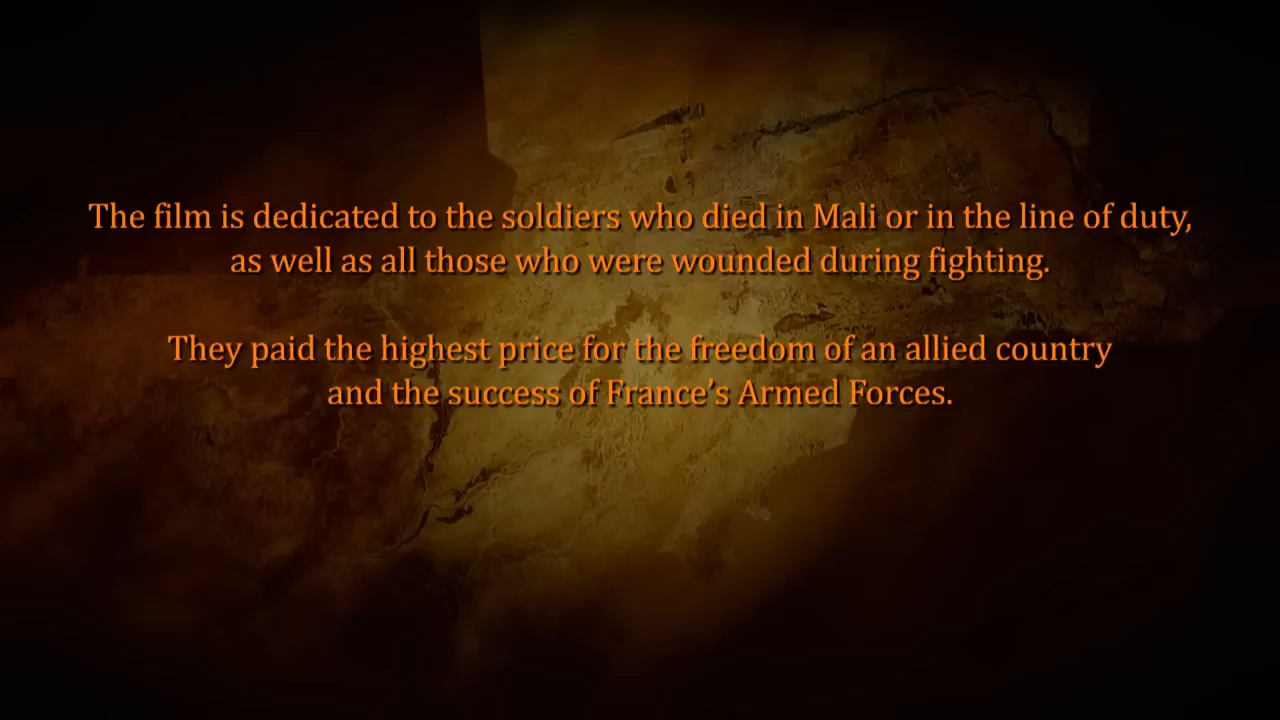 The film is dedicated to the soldiers who died in Mali or in the line of duty,
as well as all those who were wounded during fighting.
They paid the highest price for the freedom of an allied country
and the success of France’s Armed Forces.